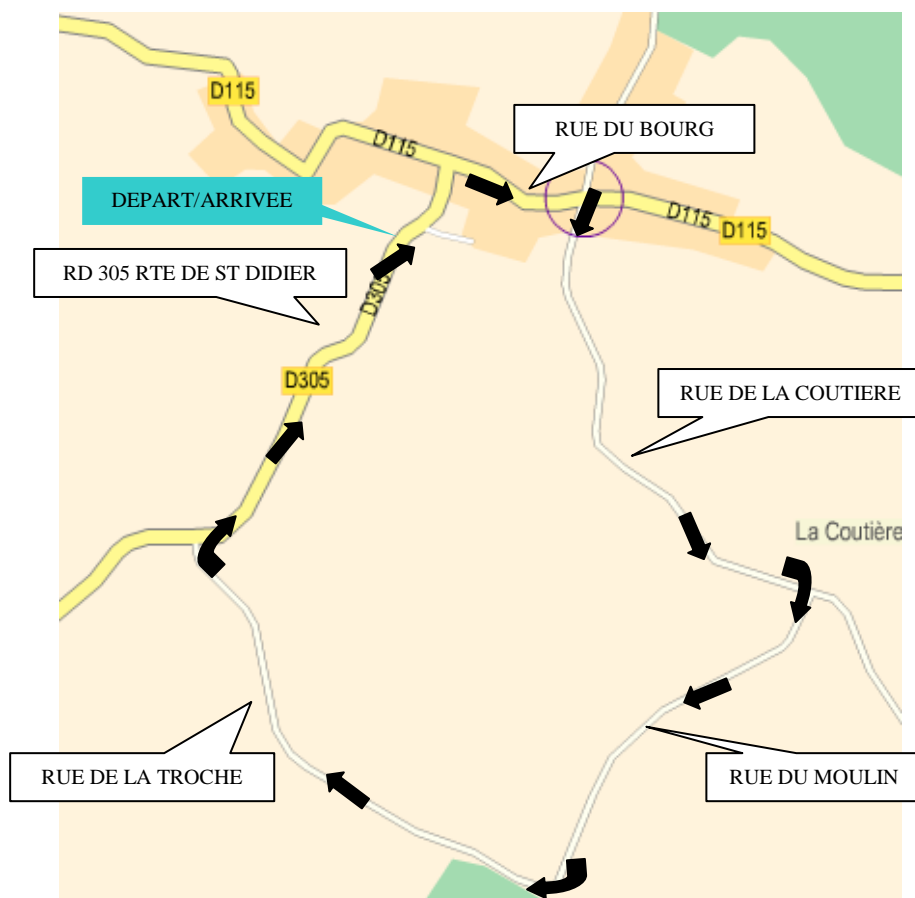 D115
D115
RUE DU BOURG
DEPART/ARRIVEE
D115
D115
RD 305 RTE DE ST DIDIER
D305
D305
RUE DE LA COUTIERE
La Coutière
RUE DE LA TROCHE
RUE DU MOULIN